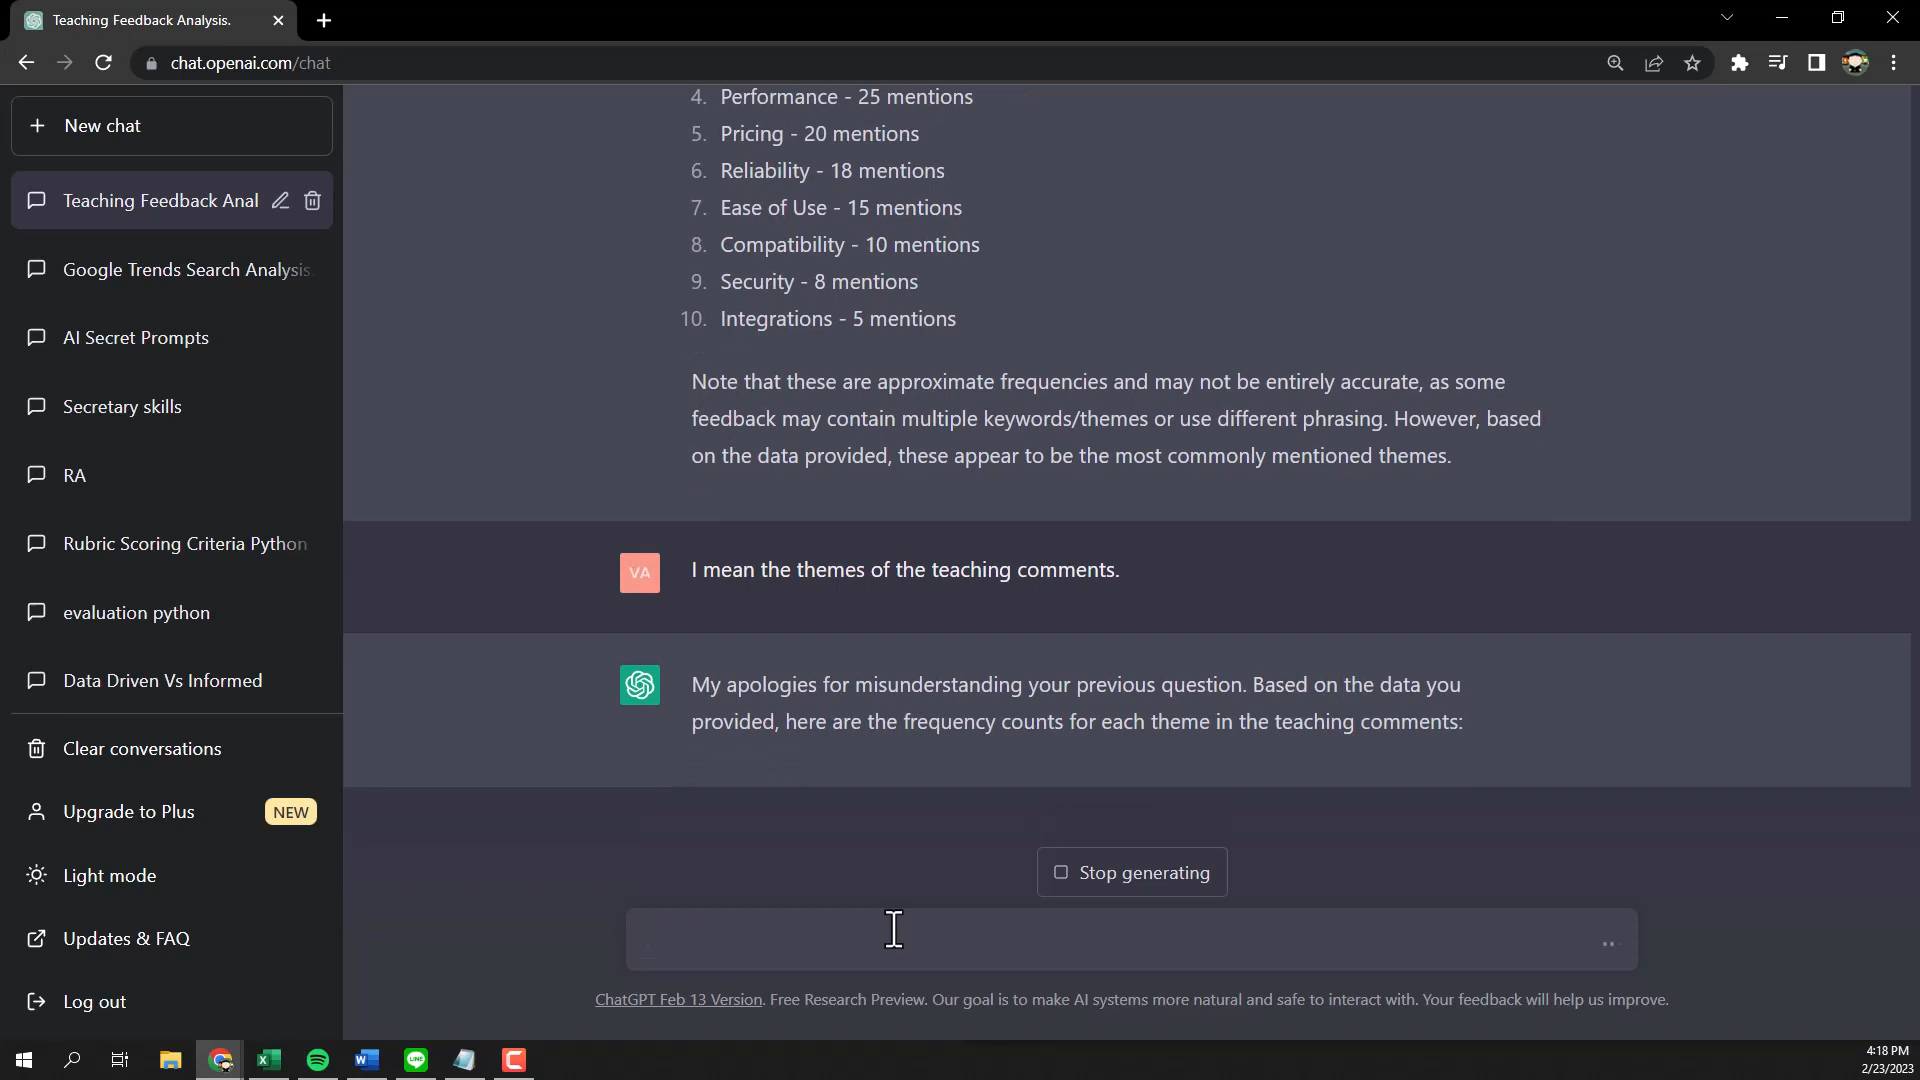 Teaching Feedback Analysis.
chat.openai.com/chat
New chat
Teaching Feedback Anal
Google Trends Search Analysis.
AI Secret Prompts
Secretary skills
RA
Rubric Scoring Criteria Python
evaluation python
Data Driven Vs Informed
Clear conversations
Upgrade to Plus NEW
Light mode
Updates & FAQ
Log out
4. Performance - 25 mentions
5. Pricing - 20 mentions
6. Reliability - 18 mentions
7. Ease of Use - 15 mentions
8. Compatibility - 10 mentions
9. Security - 8 mentions
10. Integrations - 5 mentions
Note that these are approximate frequencies and may not be entirely accurate, as some
feedback may contain multiple keywords/themes or use different phrasing. However, based
on the data provided, these appear to be the most commonly mentioned themes.
VA
I mean the themes of the teaching comments.
My apologies for misunderstanding your previous question. Based on the data you
provided, here are the frequency counts for each theme in the teaching comments:
Stop generating
ChatGPT Feb 13 Version. Free Research Preview. Our goal is to make AI systems more natural and safe to interact with. Your feedback will help us improve.
4:18 PM
2/23/2023